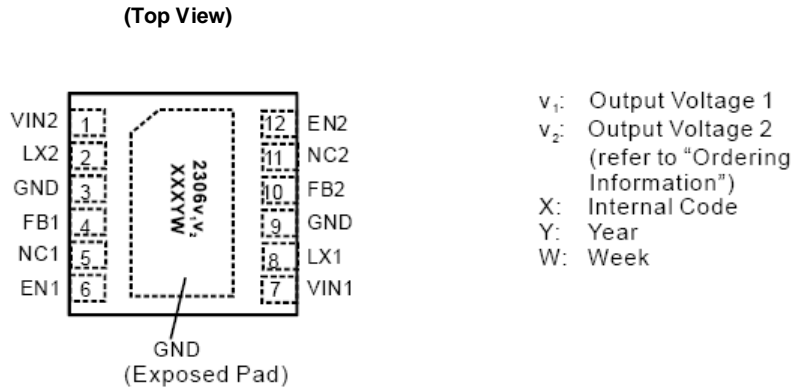 (Top View)
VIN2 1
LX2 2
GND 3
FB1 4
NC1 5
EN1 6
12 EN2
11 NC2
10 FB2
9 GND
8 LX1
7 VIN1
2306v₁v₂
XXXYW
GND
(Exposed Pad)
v₁: Output Voltage 1
v₂: Output Voltage 2
(refer to “Ordering
Information”)
X: Internal Code
Y: Year
W: Week